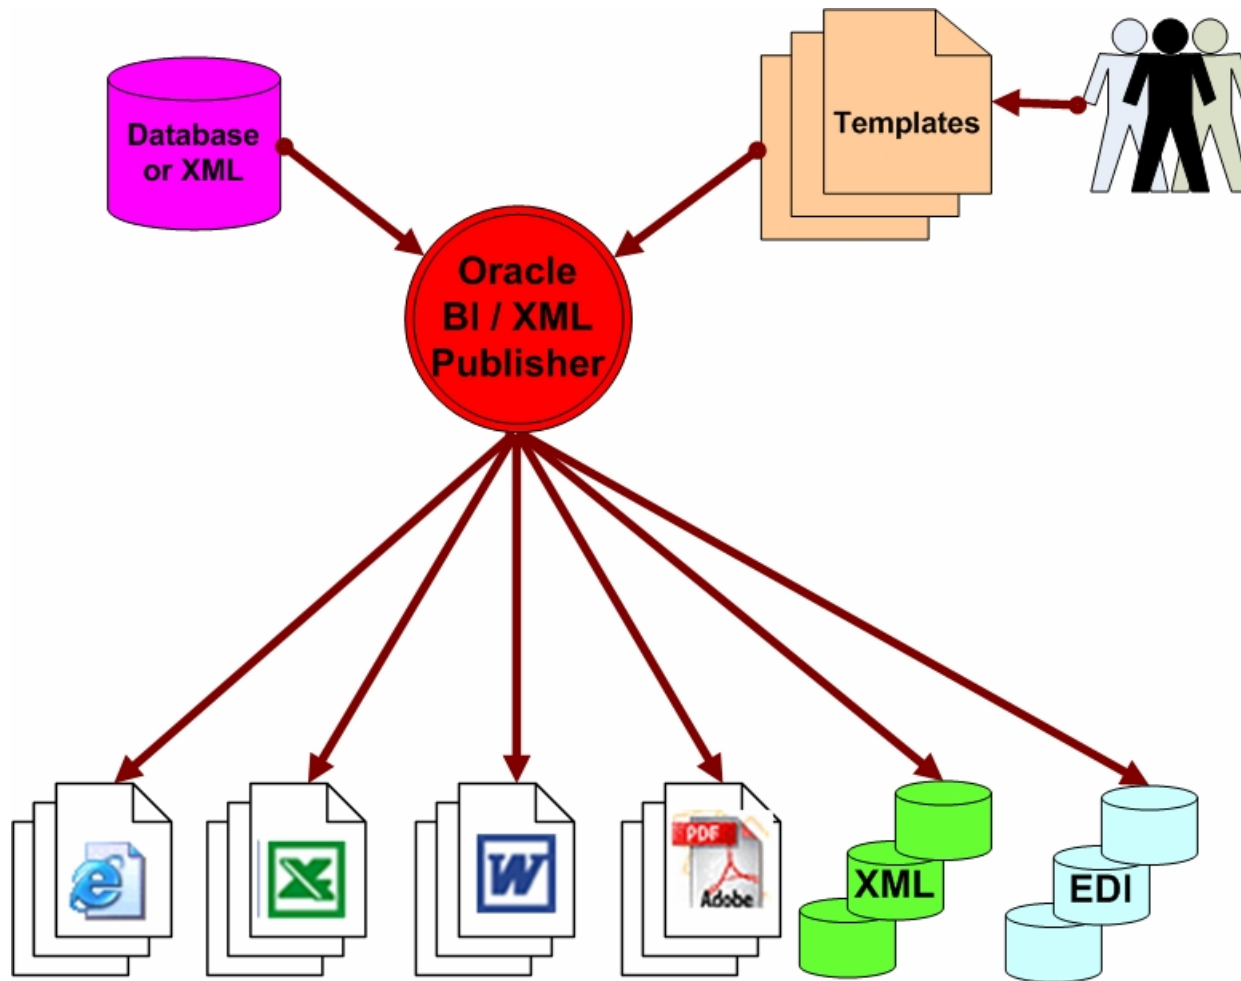 Database
or XML
Templates
Oracle
BI / XML
Publisher
PDF
Adobe
XML
EDI